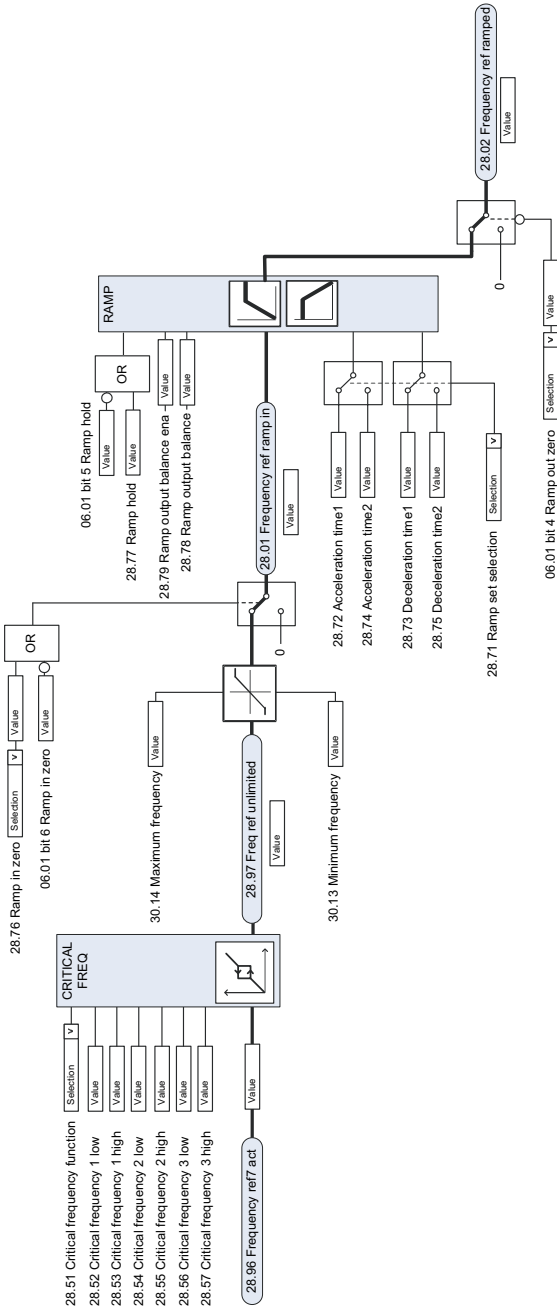 28.51 Critical frequency function Selection v
28.52 Critical frequency 1 low Value
28.53 Critical frequency 1 high Value
28.54 Critical frequency 2 low Value
28.55 Critical frequency 2 high Value
28.56 Critical frequency 3 low Value
28.57 Critical frequency 3 high Value
28.96 Frequency ref7 act
Value
CRITICAL
FREQ
28.97 Freq ref unlimited
Value
30.14 Maximum frequency Value
30.13 Minimum frequency Value
28.76 Ramp in zero Selection v Value
06.01 bit 6 Ramp in zero Value
OR
0
28.01 Frequency ref ramp in
Value
06.01 bit 5 Ramp hold
Value
28.77 Ramp hold Value
OR
28.79 Ramp output balance ena Value
28.78 Ramp output balance Value
RAMP
28.72 Acceleration time1 Value
28.74 Acceleration time2 Value
28.73 Deceleration time1 Value
28.75 Deceleration time2 Value
28.71 Ramp set selection Selection v
0
06.01 bit 4 Ramp out zero Selection v Value
28.02 Frequency ref ramped
Value